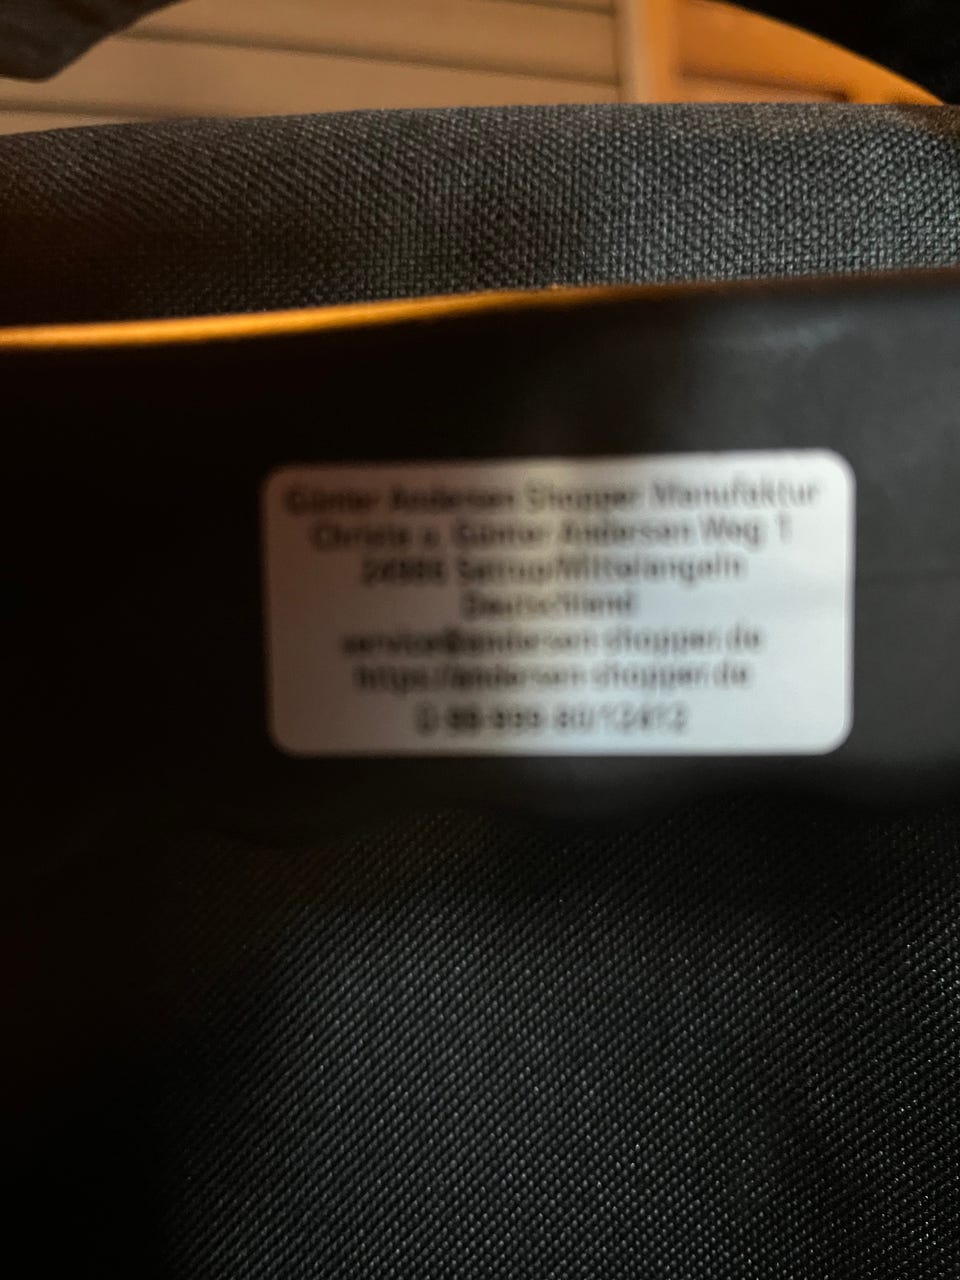 Günter Andersen Shopper Manufaktur
Günter Andersen Weg 1
24986 Satrup/Mittelangeln
Deutschland
service@andersen-shopper.de
https://andersen-shopper.de